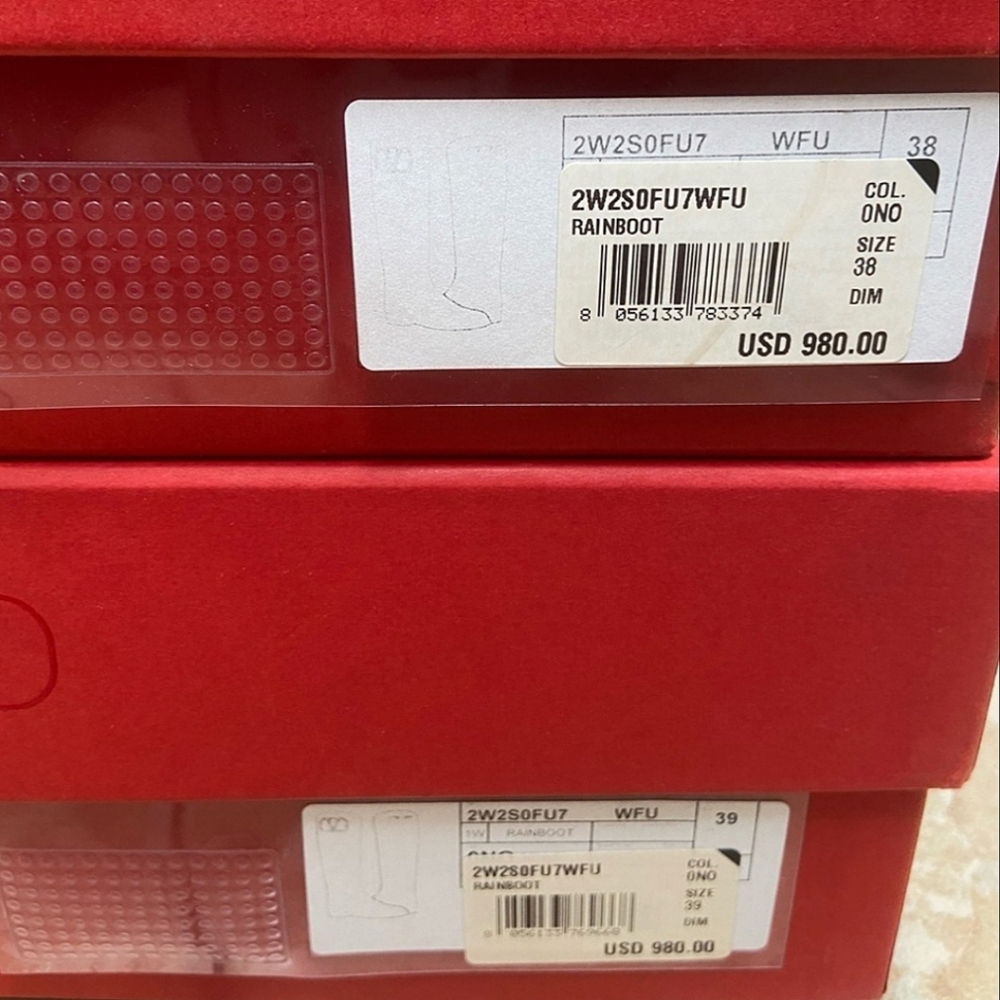 2W2S0FU7 WFU 38
2W2S0FU7WFU
RAINBOOT
COL.
0NO
SIZE
38
DIM
8 056133 783374
USD 980.00
2W2S0FU7 WFU 39
1W RAINBOOT
2W2S0FU7WFU
RAINBOOT
COL.
0NO
SIZE
39
DIM
USD 980.00